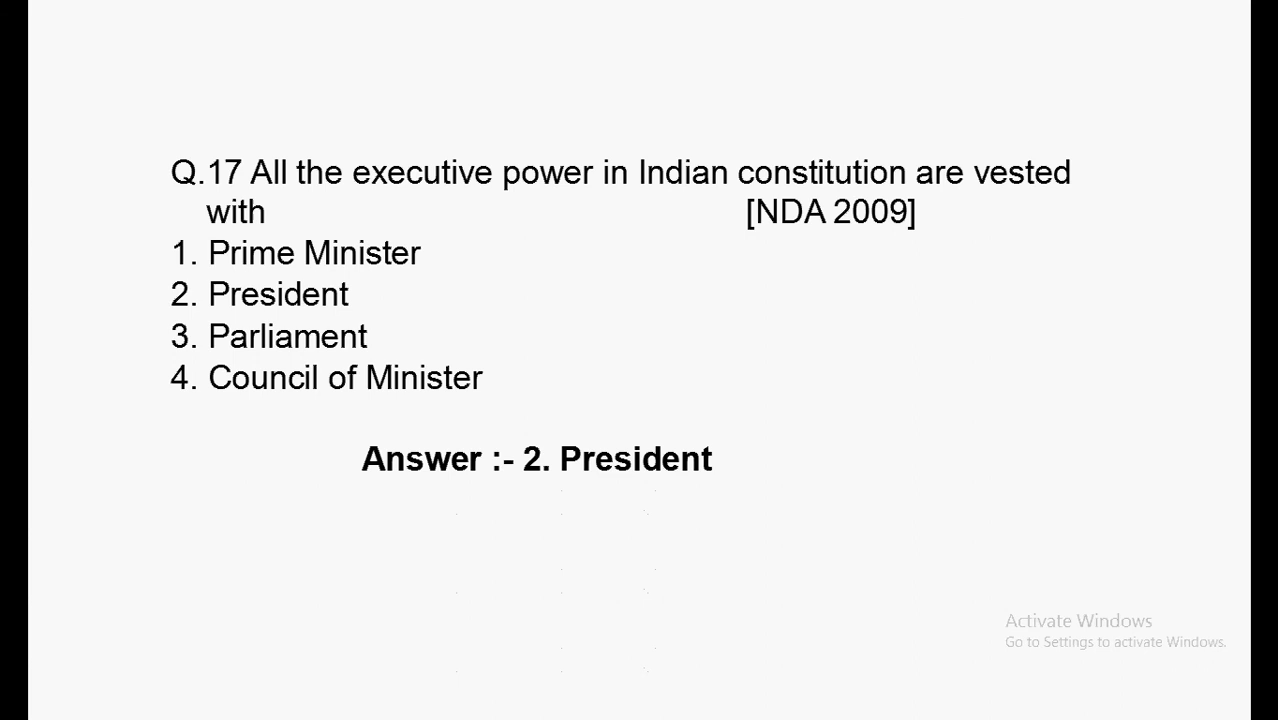 Q.17 All the executive power in Indian constitution are vested
with [NDA 2009]
1. Prime Minister
2. President
3. Parliament
4. Council of Minister
Answer :- 2. President
Activate Windows
Go to Settings to activate Windows.